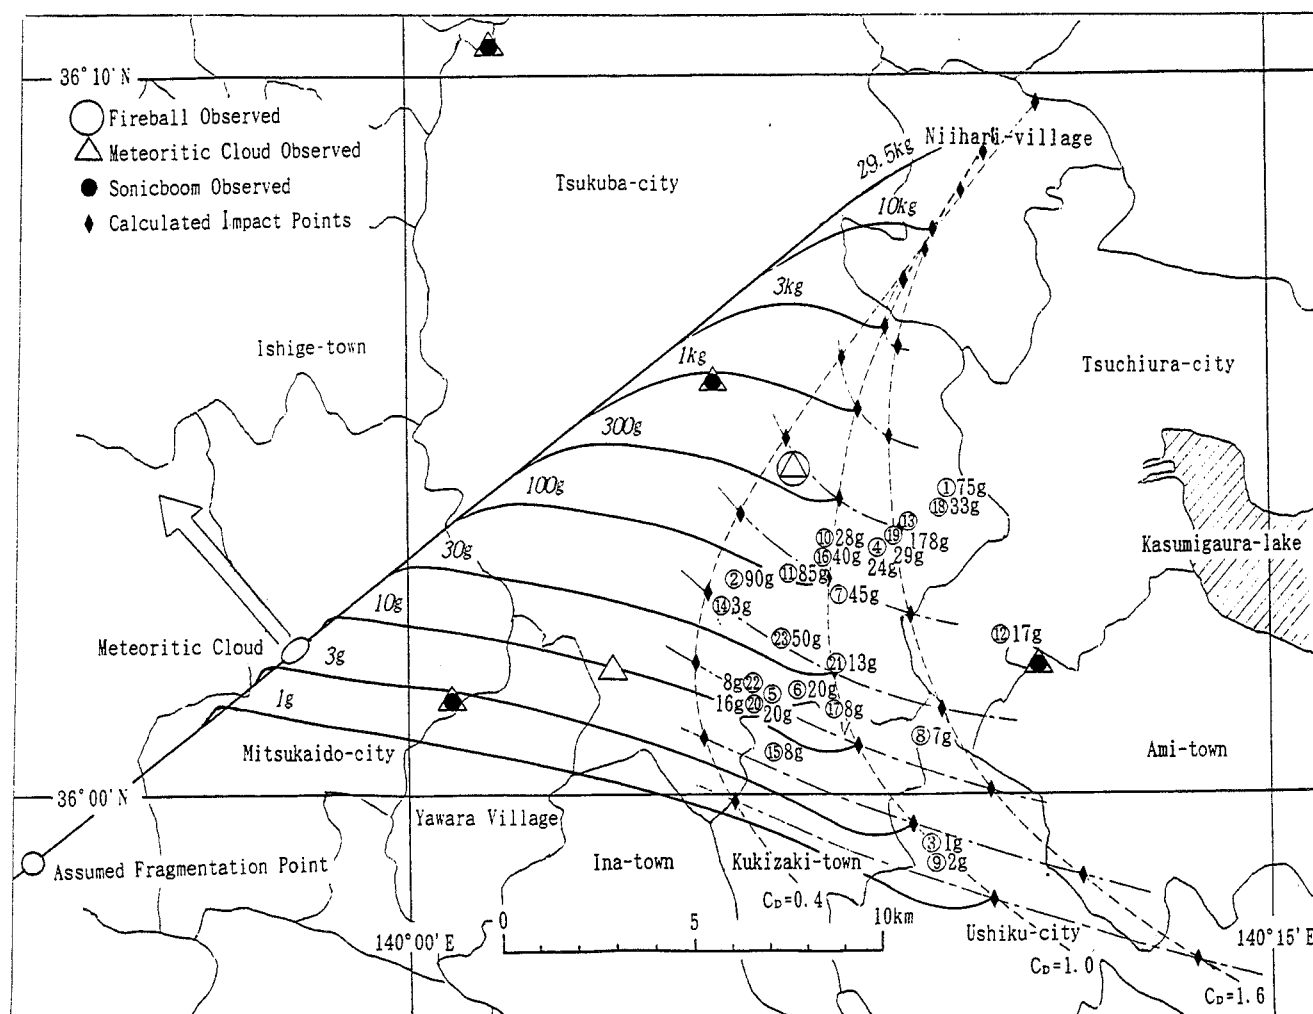 36°10'N
Fireball Observed
Meteoritic Cloud Observed
Sonicboom Observed
Calculated Impact Points
Niihari-village
29.5kg
Tsukuba-city
10kg
3kg
Ishige-town
1kg
Tsuchiura-city
300g
100g
①75g
⑱33g
⑬
178g
⑩28g
⑲
29g
④
24g
⑯40g
Kasumigaura-lake
30g
②90g
⑪85g
⑦45g
10g
⑭3g
⑫17g
Meteoritic Cloud
㉓50g
3g
㉑13g
8g㉒
⑤
20g
⑥20g
16g⑳
⑰8g
1g
⑧7g
Mitsukaido-city
⑮8g
Ami-town
36°00'N
Yawara Village
③1g
⑨2g
Assumed Fragmentation Point
Ina-town
Kukizaki-town
C_D=0.4
0
5
10km
140°00'E
Ushiku-city
140°15'E
C_D=1.0
C_D=1.6